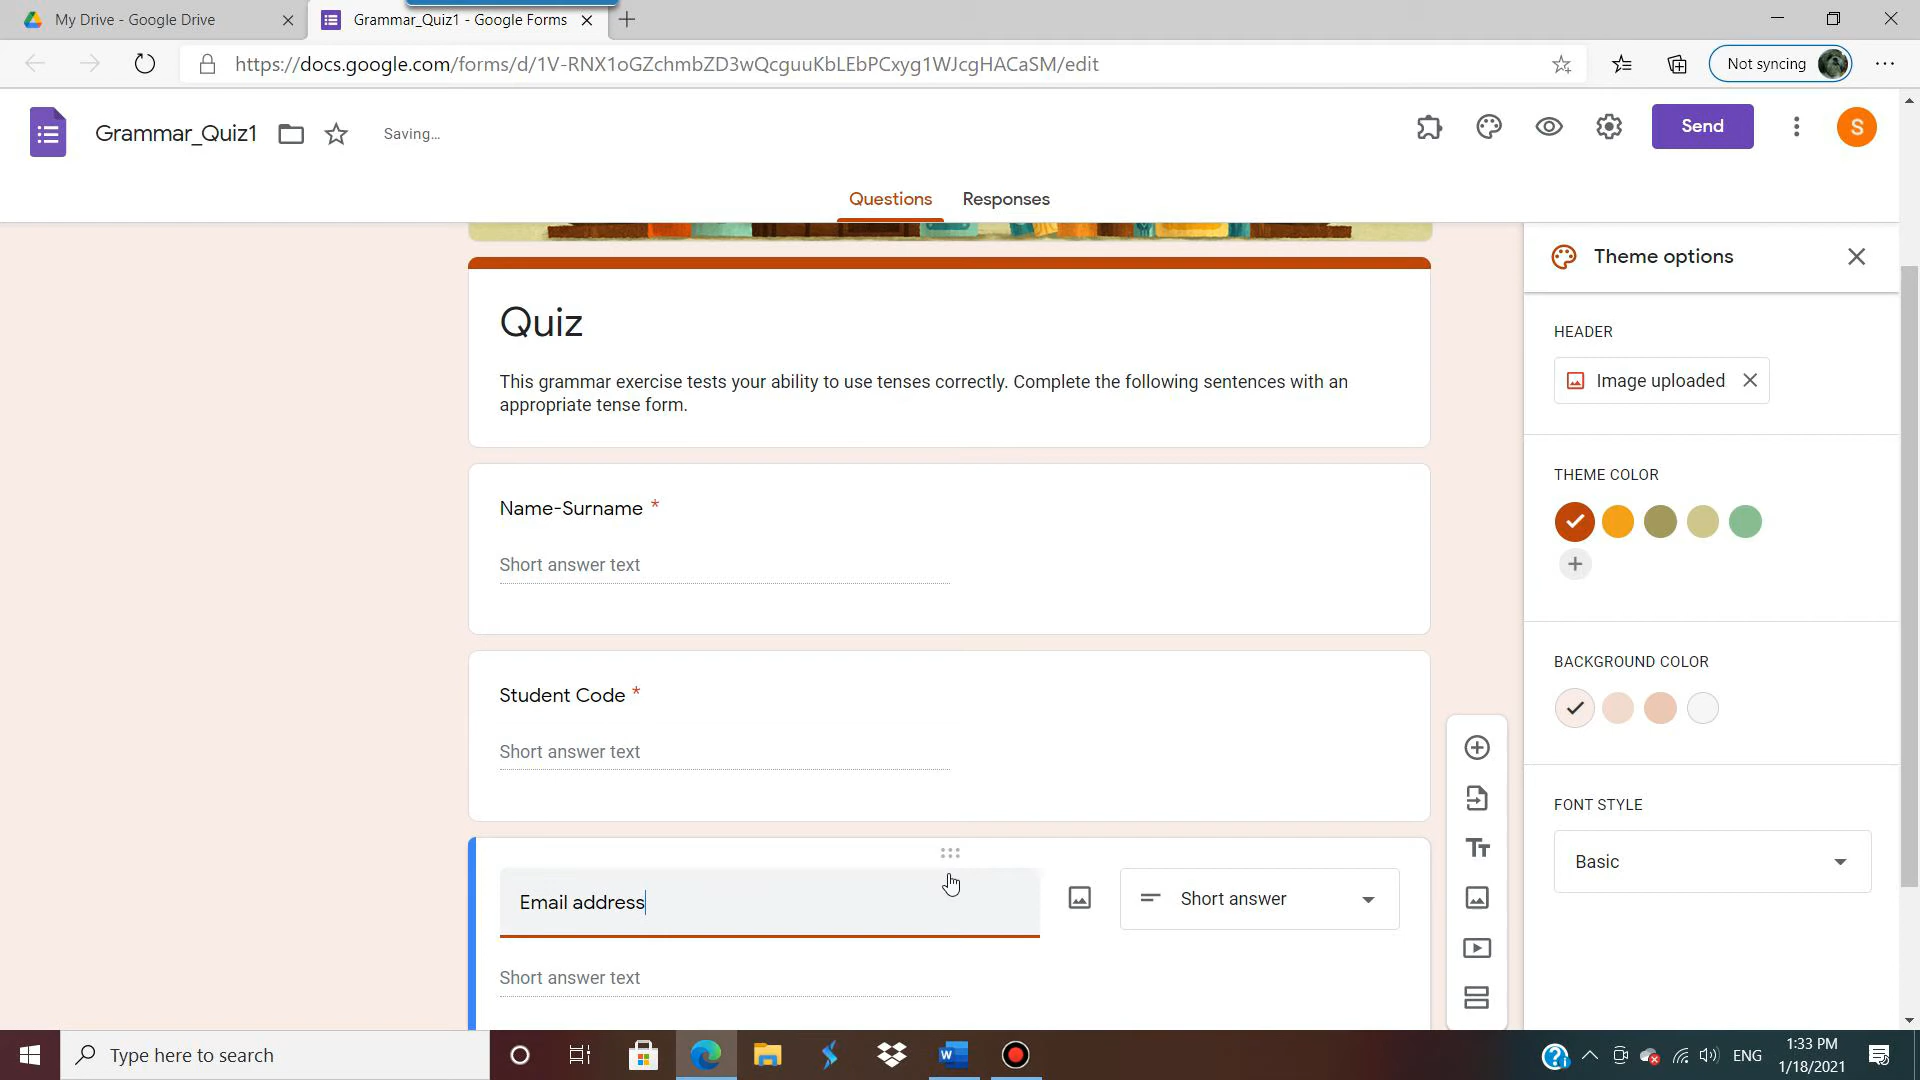 My Drive - Google Drive
Grammar_Quiz1 - Google Forms
https://docs.google.com/forms/d/1V-RNX1oGZchmbZD3wQcguuKbLEbPCxyg1WJcgHACaSM/edit
Not syncing
Grammar_Quiz1
Saving...
Send
S
Questions
Responses
Theme options
Quiz
This grammar exercise tests your ability to use tenses correctly. Complete the following sentences with an
appropriate tense form.
HEADER
Image uploaded
THEME COLOR
Name-Surname *
Short answer text
Student Code *
Short answer text
BACKGROUND COLOR
FONT STYLE
Basic
Email address
Short answer
Short answer text
Type here to search
ENG
1:33 PM
1/18/2021